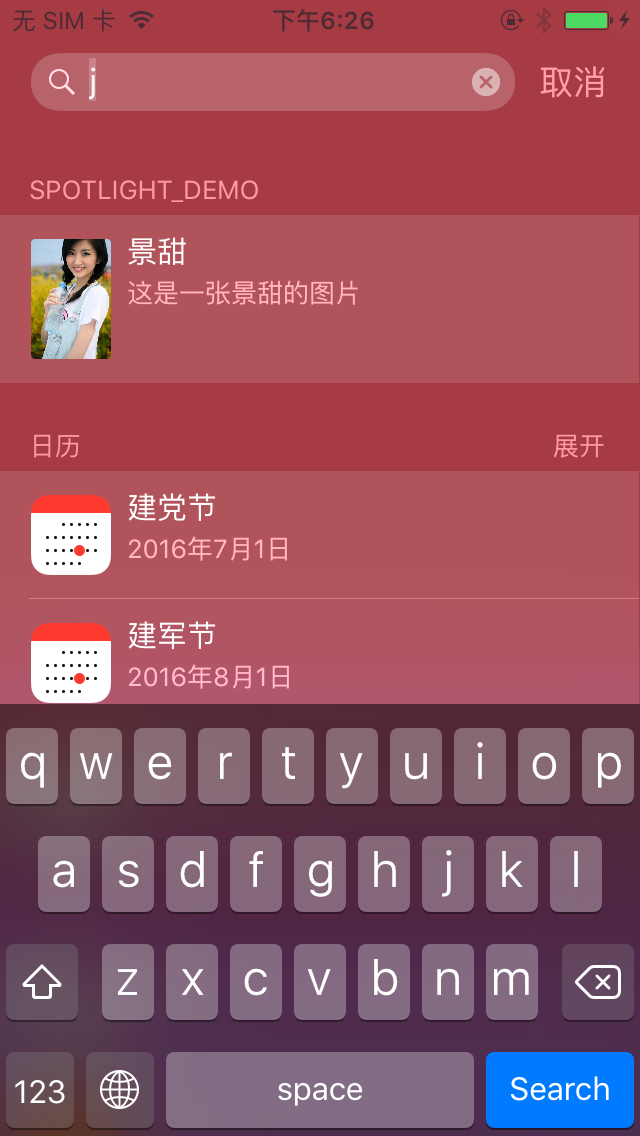 无 SIM 卡 下午6:26
j 取消
SPOTLIGHT_DEMO
景甜
这是一张景甜的图片
日历 展开
建党节
2016年7月1日
建军节
2016年8月1日
q w e r t y u i o p
a s d f g h j k l
z x c v b n m
123 space Search